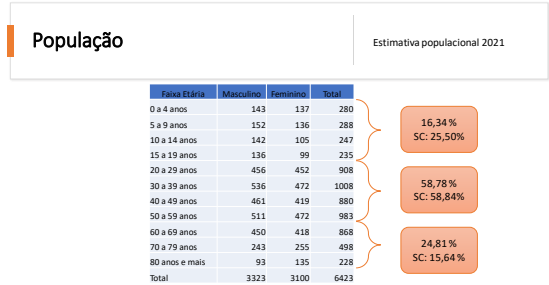 População
Estimativa populacional 2021
Faixa Etária Masculino Feminino Total
0 a 4 anos 143 137 280
5 a 9 anos 152 136 288
10 a 14 anos 142 105 247
15 a 19 anos 136 99 235
20 a 29 anos 456 452 908
30 a 39 anos 536 472 1008
40 a 49 anos 461 419 880
50 a 59 anos 511 472 983
60 a 69 anos 450 418 868
70 a 79 anos 243 255 498
80 anos e mais 93 135 228
Total 3323 3100 6423
16,34 %
SC: 25,50%
58,78 %
SC: 58,84%
24,81 %
SC: 15,64 %